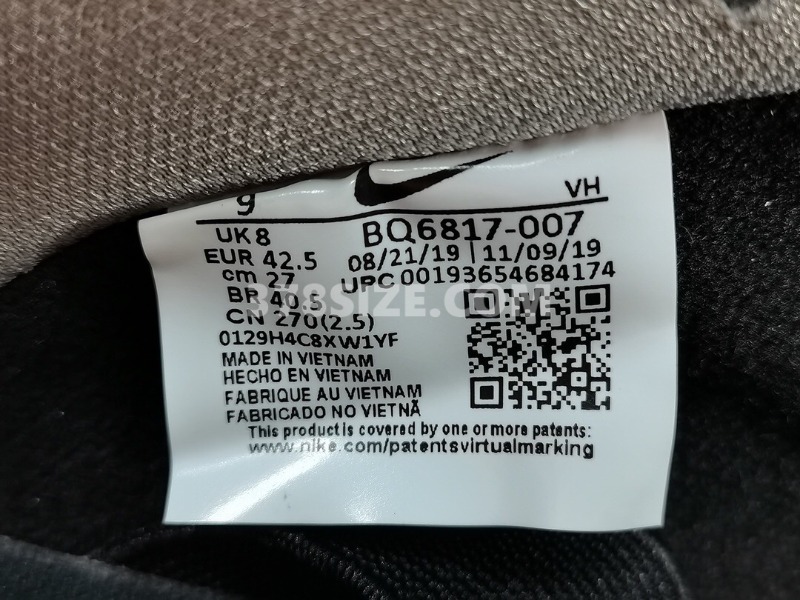 9
VH
UK 8
BQ6817-007
EUR 42.5
08/21/19 | 11/09/19
cm 27
UPC 00193654684174
BR 40.5
378SIZE.COM
CN 270(2.5)
0129H4C8XW1YF
MADE IN VIETNAM
HECHO EN VIETNAM
FABRIQUE AU VIETNAM
FABRICADO NO VIETNÃ
This product is covered by one or more patents:
www.nike.com/patentsvirtualmarking